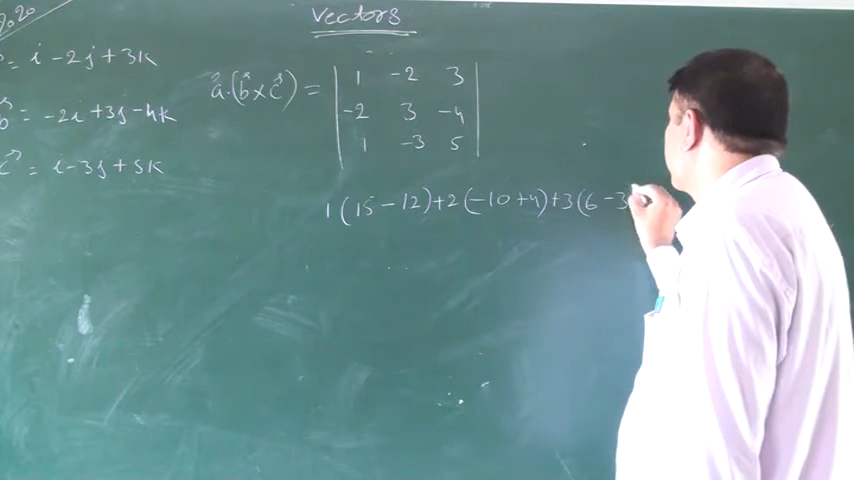 2020
vectors
= i - 2j + 3k
b = -2i + 3j - 4k
c = i - 3j + 5k
a.(b x c) = | 1 -2 3 |
| -2 3 -4 |
| 1 -3 5 |
1(15 - 12) + 2(-10 + 4) + 3(6 - 3